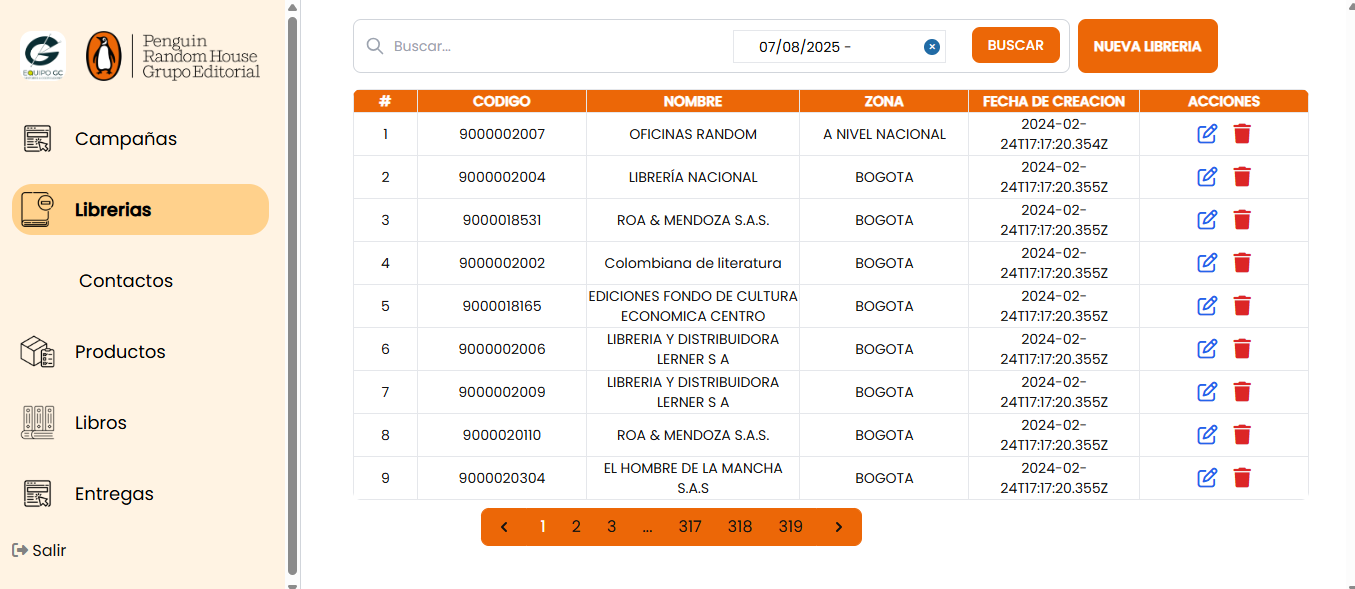 EQUIPO GC
Penguin
Random House
Grupo Editorial
Campañas
Librerias
Contactos
Productos
Libros
Entregas
Salir
Buscar...
07/08/2025 -
BUSCAR
NUEVA LIBRERIA
# CODIGO NOMBRE ZONA FECHA DE CREACION ACCIONES
1 9000002007 OFICINAS RANDOM A NIVEL NACIONAL 2024-02-
24T17:17:20.354Z
2 9000002004 LIBRERÍA NACIONAL BOGOTA 2024-02-
24T17:17:20.355Z
3 9000018531 ROA & MENDOZA S.A.S. BOGOTA 2024-02-
24T17:17:20.355Z
4 9000002002 Colombiana de literatura BOGOTA 2024-02-
24T17:17:20.355Z
5 9000018165 EDICIONES FONDO DE CULTURA BOGOTA 2024-02-
ECONOMICA CENTRO 24T17:17:20.355Z
6 9000002006 LIBRERIA Y DISTRIBUIDORA BOGOTA 2024-02-
LERNER S A 24T17:17:20.355Z
7 9000002009 LIBRERIA Y DISTRIBUIDORA BOGOTA 2024-02-
LERNER S A 24T17:17:20.355Z
8 9000020110 ROA & MENDOZA S.A.S. BOGOTA 2024-02-
24T17:17:20.355Z
9 9000020304 EL HOMBRE DE LA MANCHA BOGOTA 2024-02-
S.A.S 24T17:17:20.355Z
1 2 3 ... 317 318 319